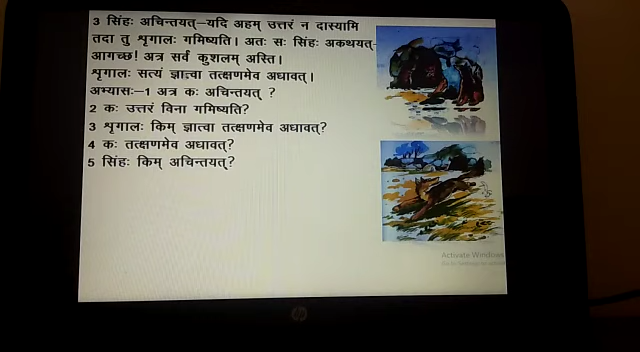 3 सिंहः अचिन्तयत्–यदि अहम् उत्तरं न दास्यामि
तदा तु शृगालः गमिष्यति। अतः सः सिंहः अकथयत्-
आगच्छ! अत्र सर्वं कुशलम् अस्ति।
शृगालः सत्यं ज्ञात्वा तत्क्षणमेव अधावत्।
अभ्यासः–1 अत्र कः अचिन्तयत् ?
2 कः उत्तरं विना गमिष्यति?
3 शृगालः किम् ज्ञात्वा तत्क्षणमेव अधावत्?
4 कः तत्क्षणमेव अधावत्?
5 सिंहः किम् अचिन्तयत्?
Activate Windows